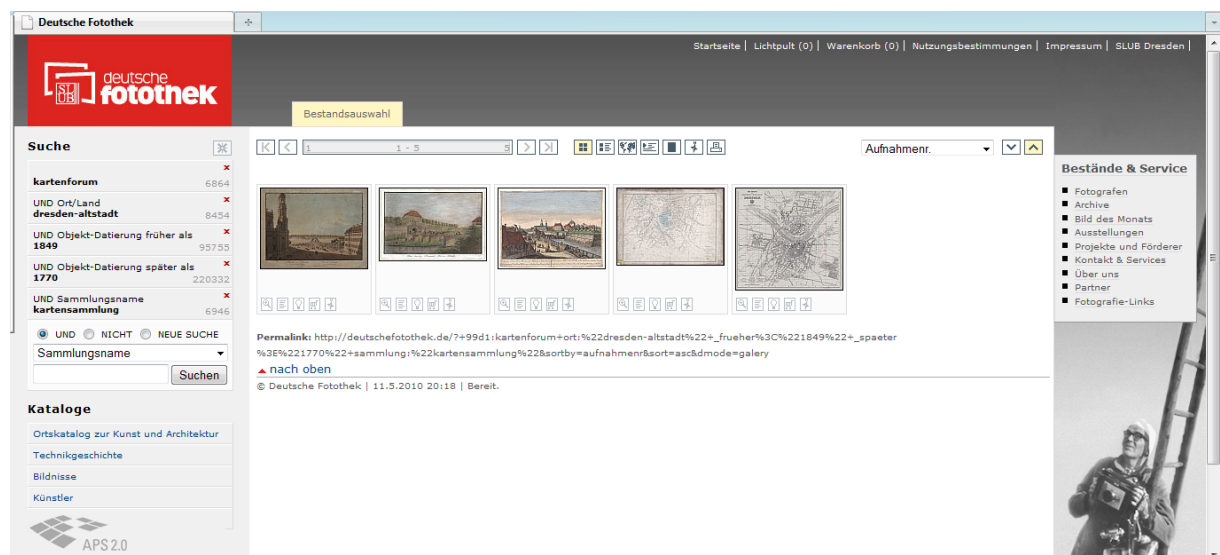 Deutsche Fotothek
Startseite | Lichtpult (0) | Warenkorb (0) | Nutzungsbestimmungen | Impressum | SLUB Dresden |
SLUB
deutsche
fotothek
Bestandsauswahl
Suche
kartenforum 6864
UND Ort/Land
dresden-altstadt 8454
UND Objekt-Datierung früher als
1849 95755
UND Objekt-Datierung später als
1770 220332
UND Sammlungsname
kartensammlung 6946
UND NICHT NEUE SUCHE
Sammlungsname
Suchen
Kataloge
Ortskatalog zur Kunst und Architektur
Technikgeschichte
Bildnisse
Künstler
APS 2.0
1 1 - 5 5
Aufnahmenr.
Permalink: http://deutschefotothek.de/?+99d1:kartenforum+ort:%22dresden-altstadt%22+_frueher%3C%221849%22+_spaeter
%3E%221770%22+sammlung:%22kartensammlung%22&sortby=aufnahmenr&sort=asc&dmode=galery
nach oben
© Deutsche Fotothek | 11.5.2010 20:18 | Bereit.
Bestände & Service
Fotografen
Archive
Bild des Monats
Ausstellungen
Projekte und Förderer
Kontakt & Services
Über uns
Partner
Fotografie-Links